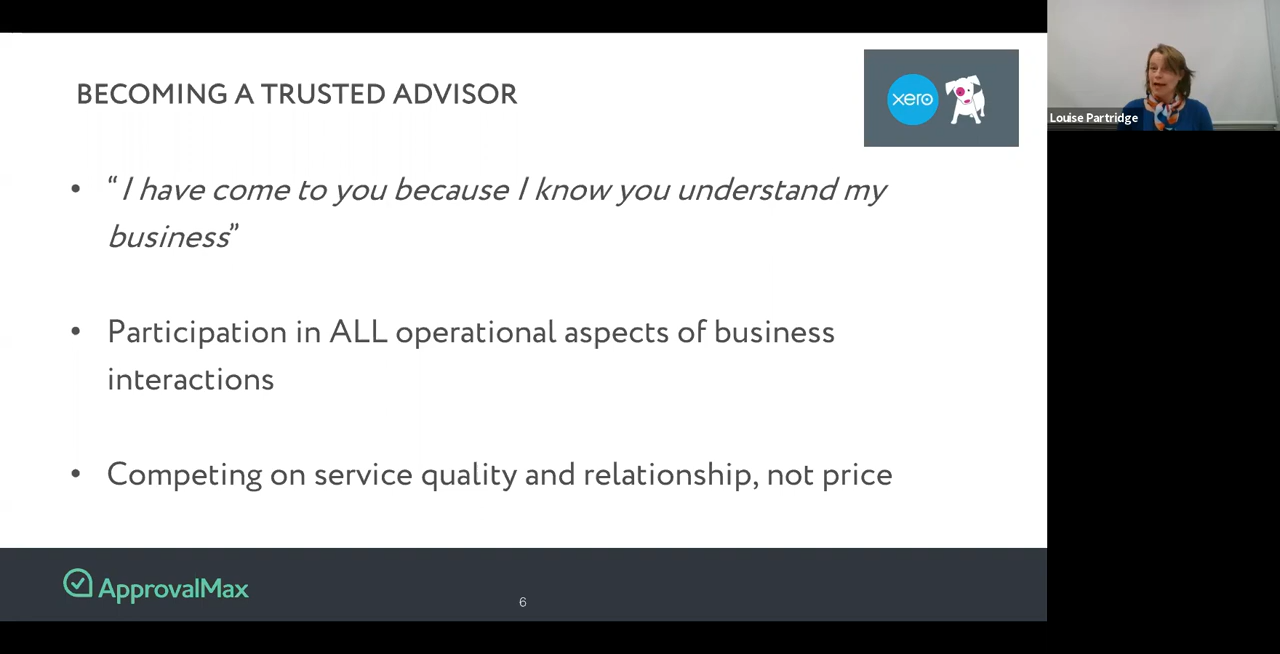 BECOMING A TRUSTED ADVISOR
xero
Louise Partridge
• “ I have come to you because I know you understand my
business”
• Participation in ALL operational aspects of business
interactions
• Competing on service quality and relationship, not price
ApprovalMax
6